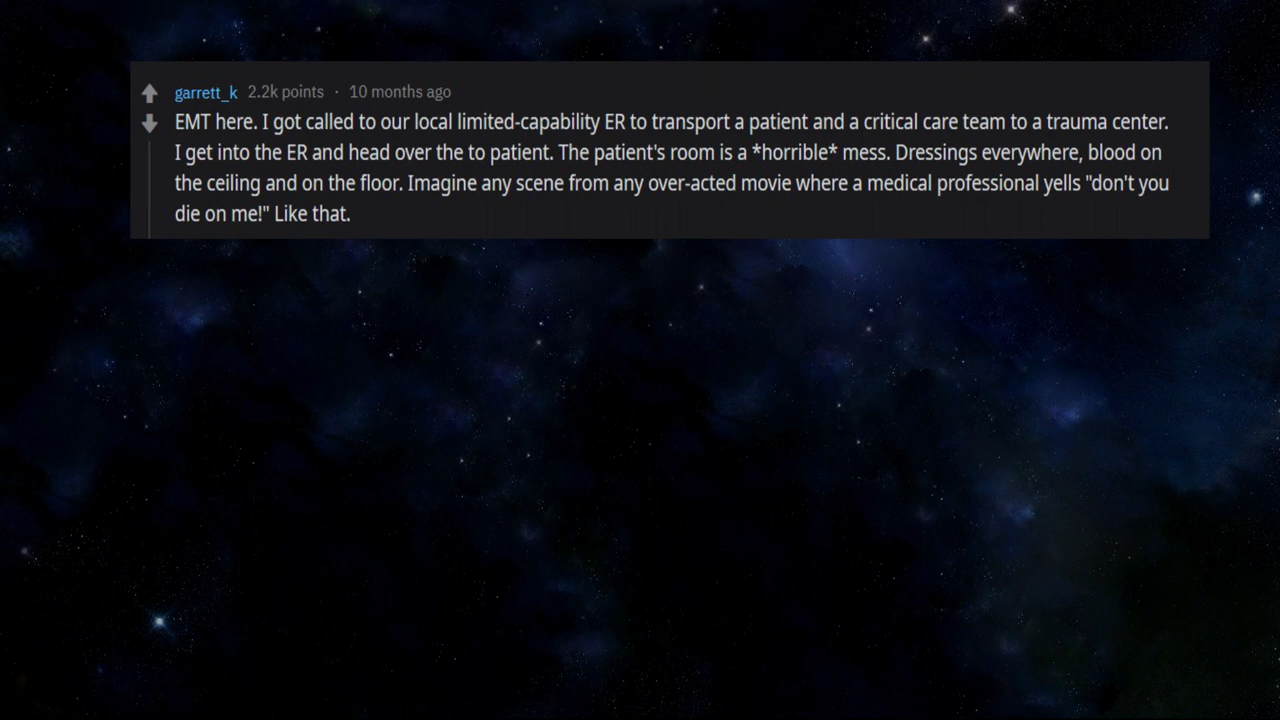 garrett_k 2.2k points · 10 months ago
EMT here. I got called to our local limited-capability ER to transport a patient and a critical care team to a trauma center.
I get into the ER and head over the to patient. The patient's room is a *horrible* mess. Dressings everywhere, blood on
the ceiling and on the floor. Imagine any scene from any over-acted movie where a medical professional yells "don't you
die on me!" Like that.